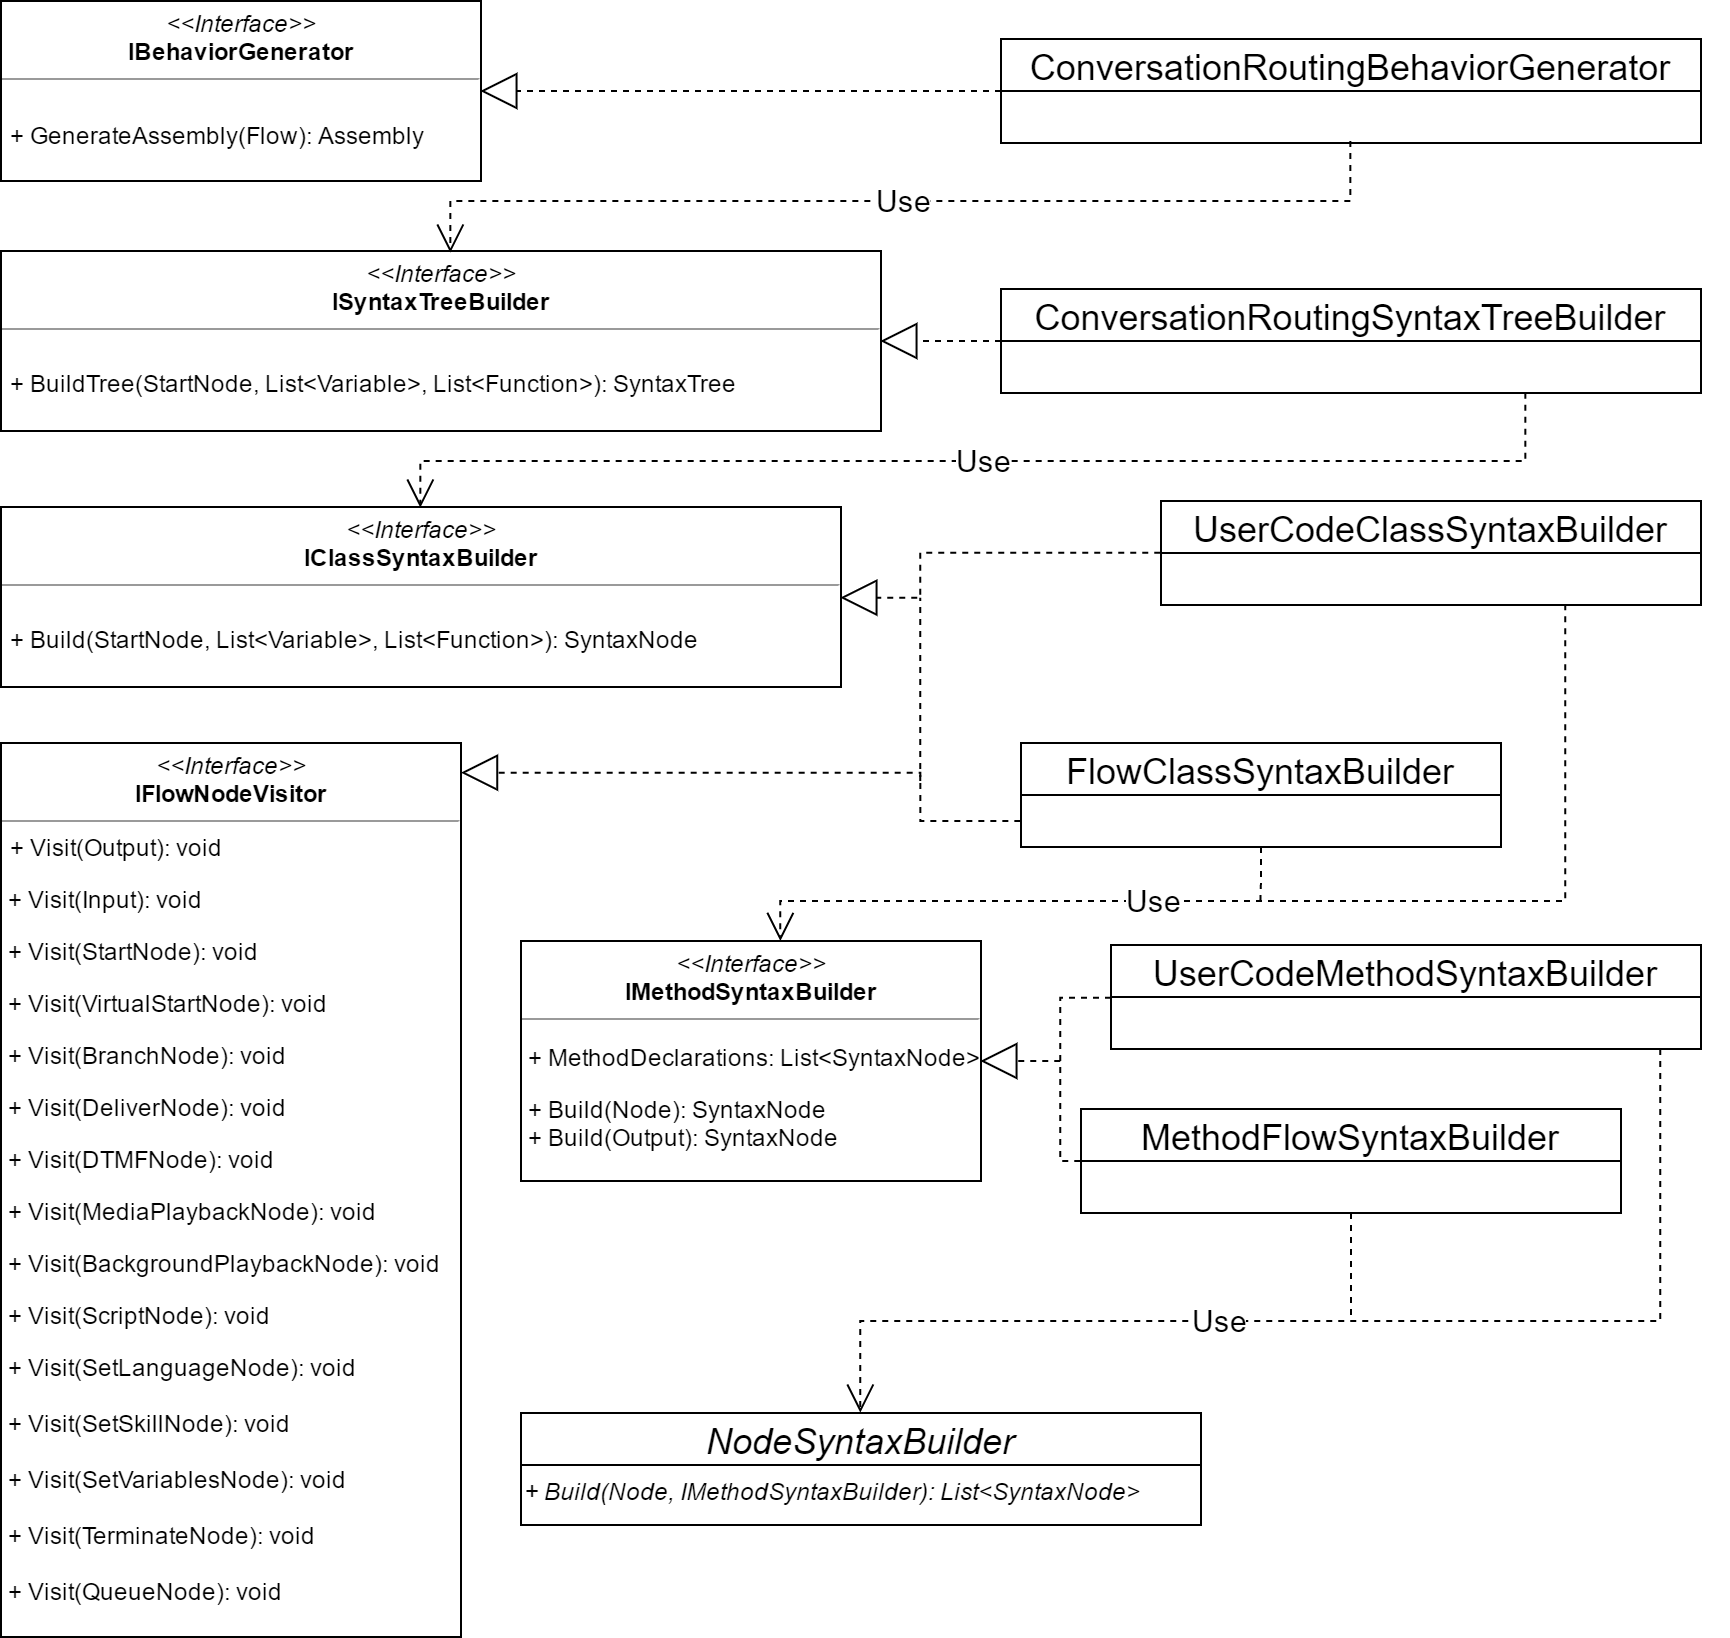 <<Interface>>
IBehaviorGenerator
+ GenerateAssembly(Flow): Assembly
ConversationRoutingBehaviorGenerator
Use
<<Interface>>
ISyntaxTreeBuilder
+ BuildTree(StartNode, List<Variable>, List<Function>): SyntaxTree
ConversationRoutingSyntaxTreeBuilder
Use
<<Interface>>
IClassSyntaxBuilder
+ Build(StartNode, List<Variable>, List<Function>): SyntaxNode
UserCodeClassSyntaxBuilder
<<Interface>>
IFlowNodeVisitor
+ Visit(Output): void
+ Visit(Input): void
+ Visit(StartNode): void
+ Visit(VirtualStartNode): void
+ Visit(BranchNode): void
+ Visit(DeliverNode): void
+ Visit(DTMFNode): void
+ Visit(MediaPlaybackNode): void
+ Visit(BackgroundPlaybackNode): void
+ Visit(ScriptNode): void
+ Visit(SetLanguageNode): void
+ Visit(SetSkillNode): void
+ Visit(SetVariablesNode): void
+ Visit(TerminateNode): void
+ Visit(QueueNode): void
FlowClassSyntaxBuilder
Use
<<Interface>>
IMethodSyntaxBuilder
+ MethodDeclarations: List<SyntaxNode>
+ Build(Node): SyntaxNode
+ Build(Output): SyntaxNode
UserCodeMethodSyntaxBuilder
MethodFlowSyntaxBuilder
Use
NodeSyntaxBuilder
+ Build(Node, IMethodSyntaxBuilder): List<SyntaxNode>